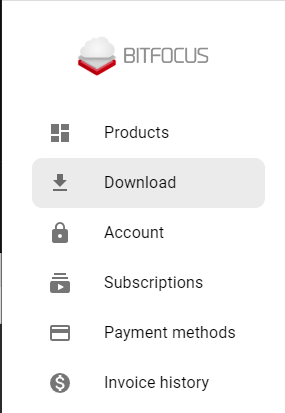 BITFOCUS
Products
Download
Account
Subscriptions
Payment methods
Invoice history